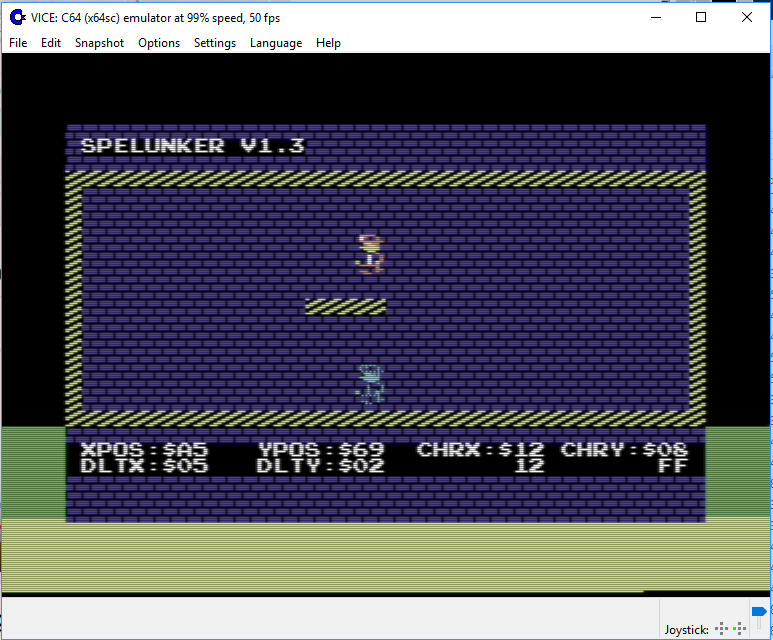 VICE: C64 (x64sc) emulator at 99% speed, 50 fps
File Edit Snapshot Options Settings Language Help
SPELUNKER V1.3
XPOS:$A5 YPOS:$69 CHRX:$12 CHRY:$08
DLTX:$05 DLTY:$02 12 FF
Joystick: